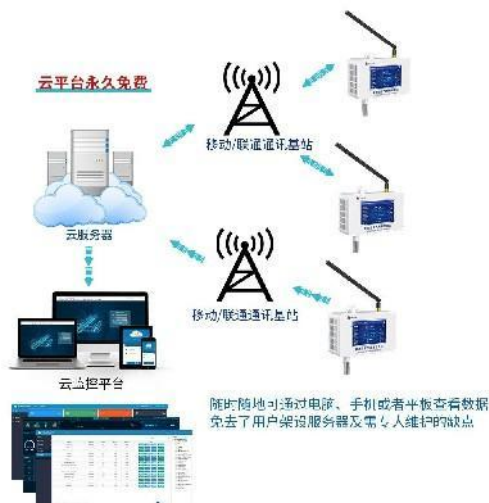 云平台永久免费
移动/联通通讯基站
云服务器
移动/联通通讯基站
云监控平台
随时随地可通过电脑、手机或者平板查看数据
免去了用户架设服务器及需专人维护的缺点